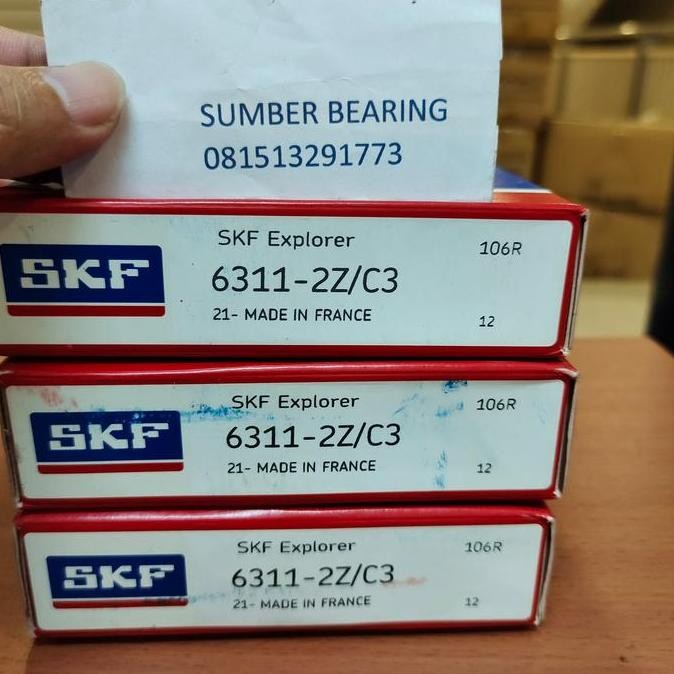 SUMBER BEARING
081513291773
SKF Explorer
106R
SKF
6311-2Z/C3
21- MADE IN FRANCE
12
SKF Explorer
106R
SKF
6311-2Z/C3
21- MADE IN FRANCE
12
SKF Explorer
106R
SKF
6311-2Z/C3
21- MADE IN FRANCE
12